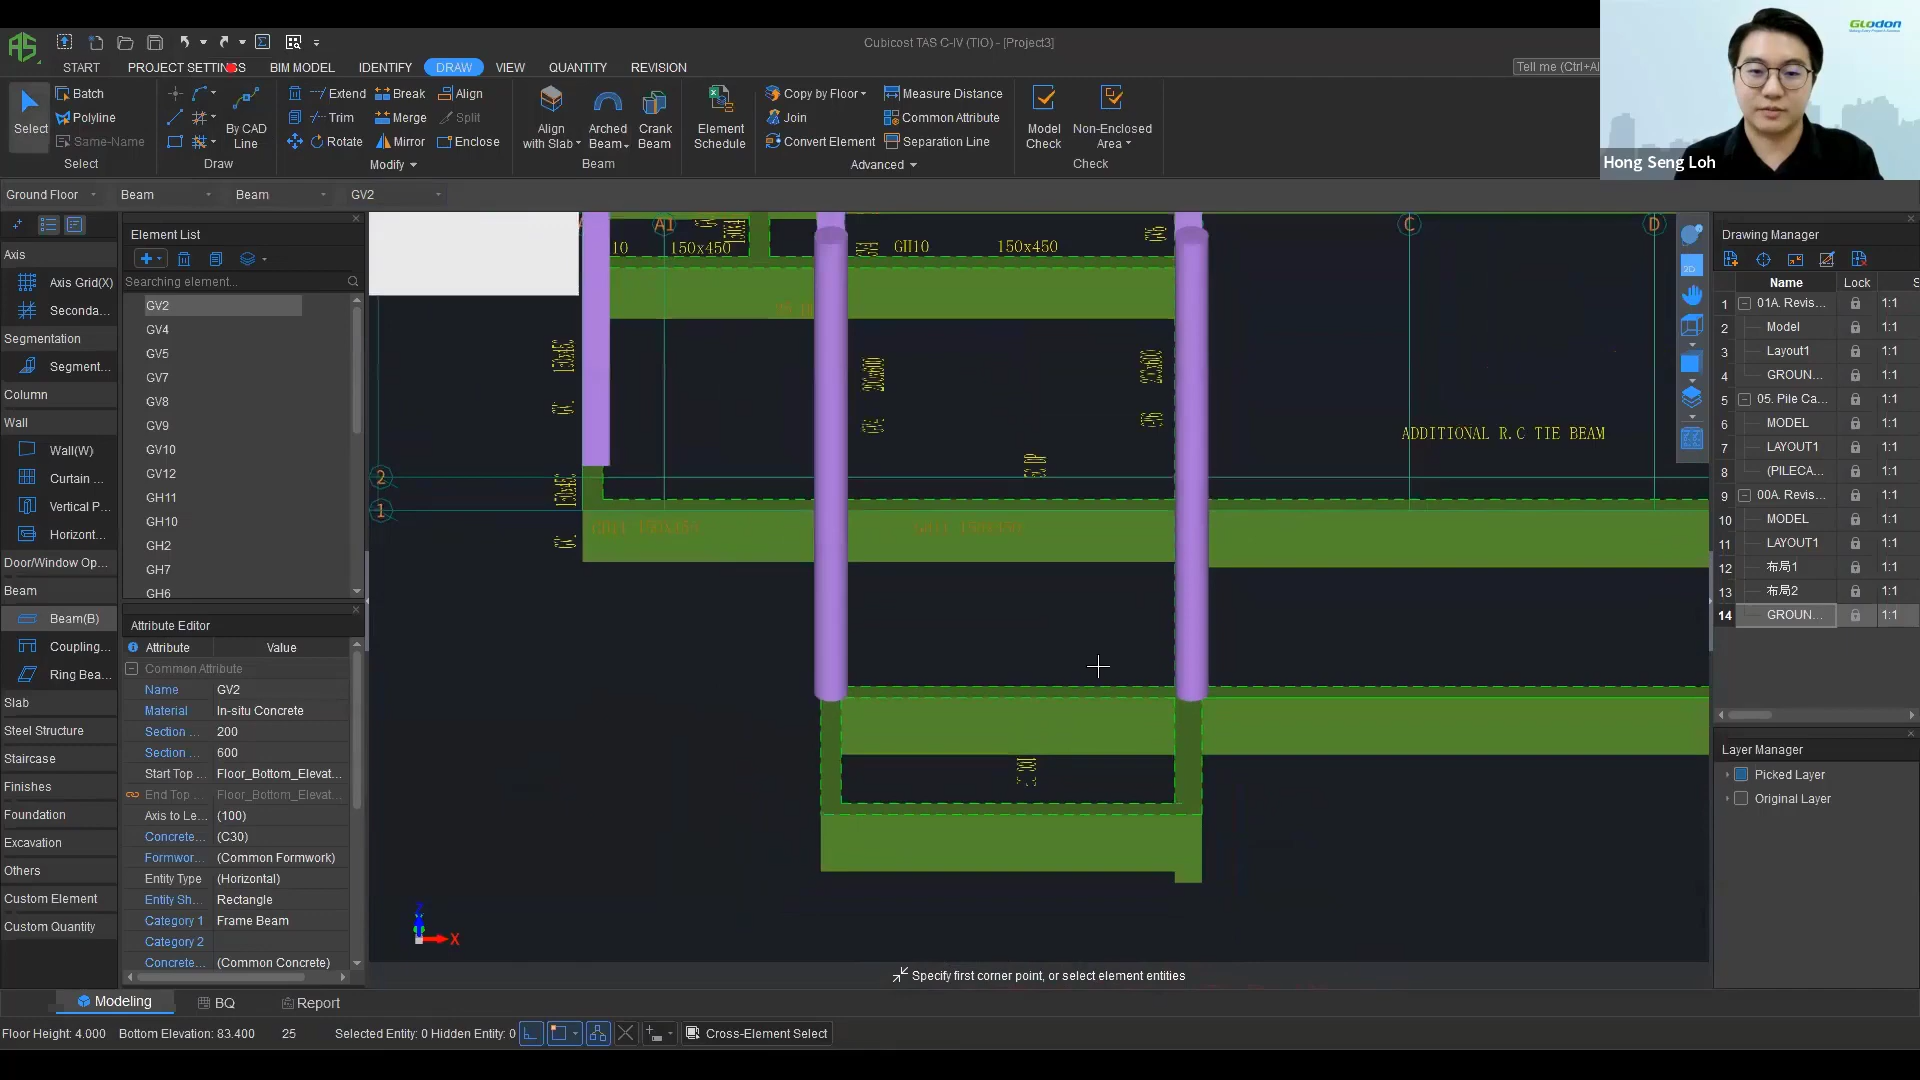 Cubicost TAS C-IV (TIO) - [Project3]
GLodon
START PROJECT SETTINGS BIM MODEL IDENTIFY DRAW VIEW QUANTITY REVISION
Tell me (Ctrl+Al
Batch
Polyline
Same-Name
Select
Select
By CAD Line
Draw
Extend Break Align
Trim Merge Split
Rotate Mirror Enclose
Modify
Align with Slab
Arched Beam
Crank Beam
Beam
Element Schedule
Copy by Floor Measure Distance
Join Common Attribute
Convert Element Separation Line
Advanced
Model Check
Non-Enclosed Area
Check
Hong Seng Loh
Ground Floor Beam Beam GV2
Axis
Axis Grid(X)
Seconda...
Segmentation
Segment...
Column
Wall
Wall(W)
Curtain ...
Vertical P...
Horizont...
Door/Window Op...
Beam
Beam(B)
Coupling...
Ring Bea...
Slab
Steel Structure
Staircase
Finishes
Foundation
Excavation
Others
Custom Element
Custom Quantity
Element List
Searching element...
GV2
GV4
GV5
GV7
GV8
GV9
GV10
GV12
GH11
GH10
GH2
GH7
GH6
Attribute Editor
Attribute Value
Common Attribute
Name GV2
Material In-situ Concrete
Section ... 200
Section ... 600
Start Top ... Floor_Bottom_Elevat...
End Top ... Floor_Bottom_Elevat...
Axis to Le... (100)
Concrete... (C30)
Formwor... (Common Formwork)
Entity Type (Horizontal)
Entity Sh... Rectangle
Category 1 Frame Beam
Category 2
Concrete... (Common Concrete)
A1 C D
10 150x450 GH10 150x450
200x600 200x600
ADDITIONAL R.C TIE BEAM
2
1
X
2D
Drawing Manager
Name Lock S
1 01A. Revis... 1:1
2 Model 1:1
3 Layout1 1:1
4 GROUN... 1:1
5 05. Pile Ca... 1:1
6 MODEL 1:1
7 LAYOUT1 1:1
8 (PILECA... 1:1
9 00A. Revis... 1:1
10 MODEL 1:1
11 LAYOUT1 1:1
12 布局1 1:1
13 布局2 1:1
14 GROUN... 1:1
Layer Manager
Picked Layer
Original Layer
Specify first corner point, or select element entities
Modeling BQ Report
Floor Height: 4.000 Bottom Elevation: 83.400 25 Selected Entity: 0 Hidden Entity: 0 Cross-Element Select